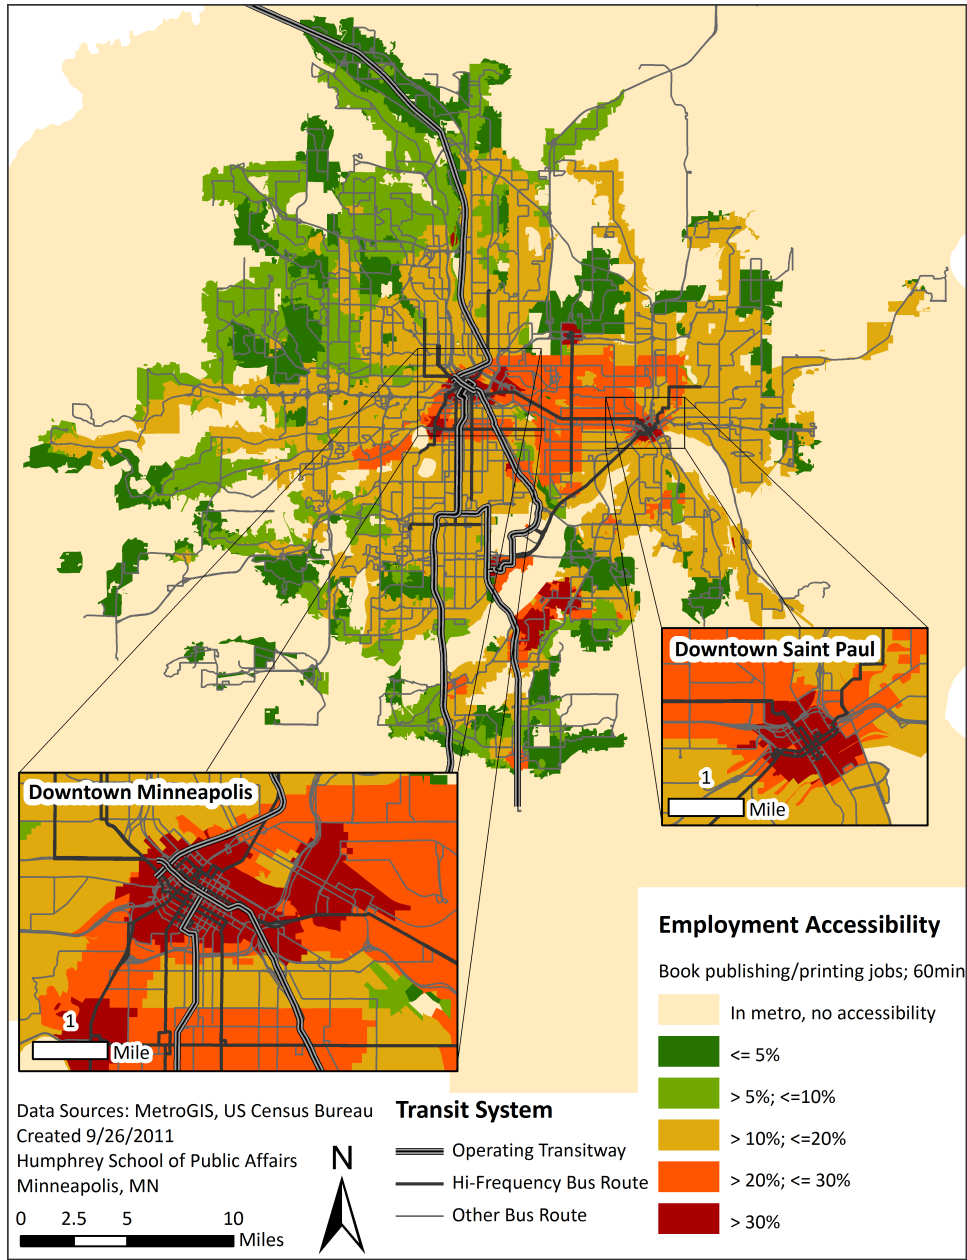 Downtown Saint Paul
1
Mile
Downtown Minneapolis
1
Mile
Employment Accessibility
Book publishing/printing jobs; 60min
In metro, no accessibility
<= 5%
> 5%; <=10%
> 10%; <=20%
> 20%; <= 30%
> 30%
Data Sources: MetroGIS, US Census Bureau
Created 9/26/2011
Humphrey School of Public Affairs
Minneapolis, MN
0 2.5 5 10
Miles
N
Transit System
Operating Transitway
Hi-Frequency Bus Route
Other Bus Route